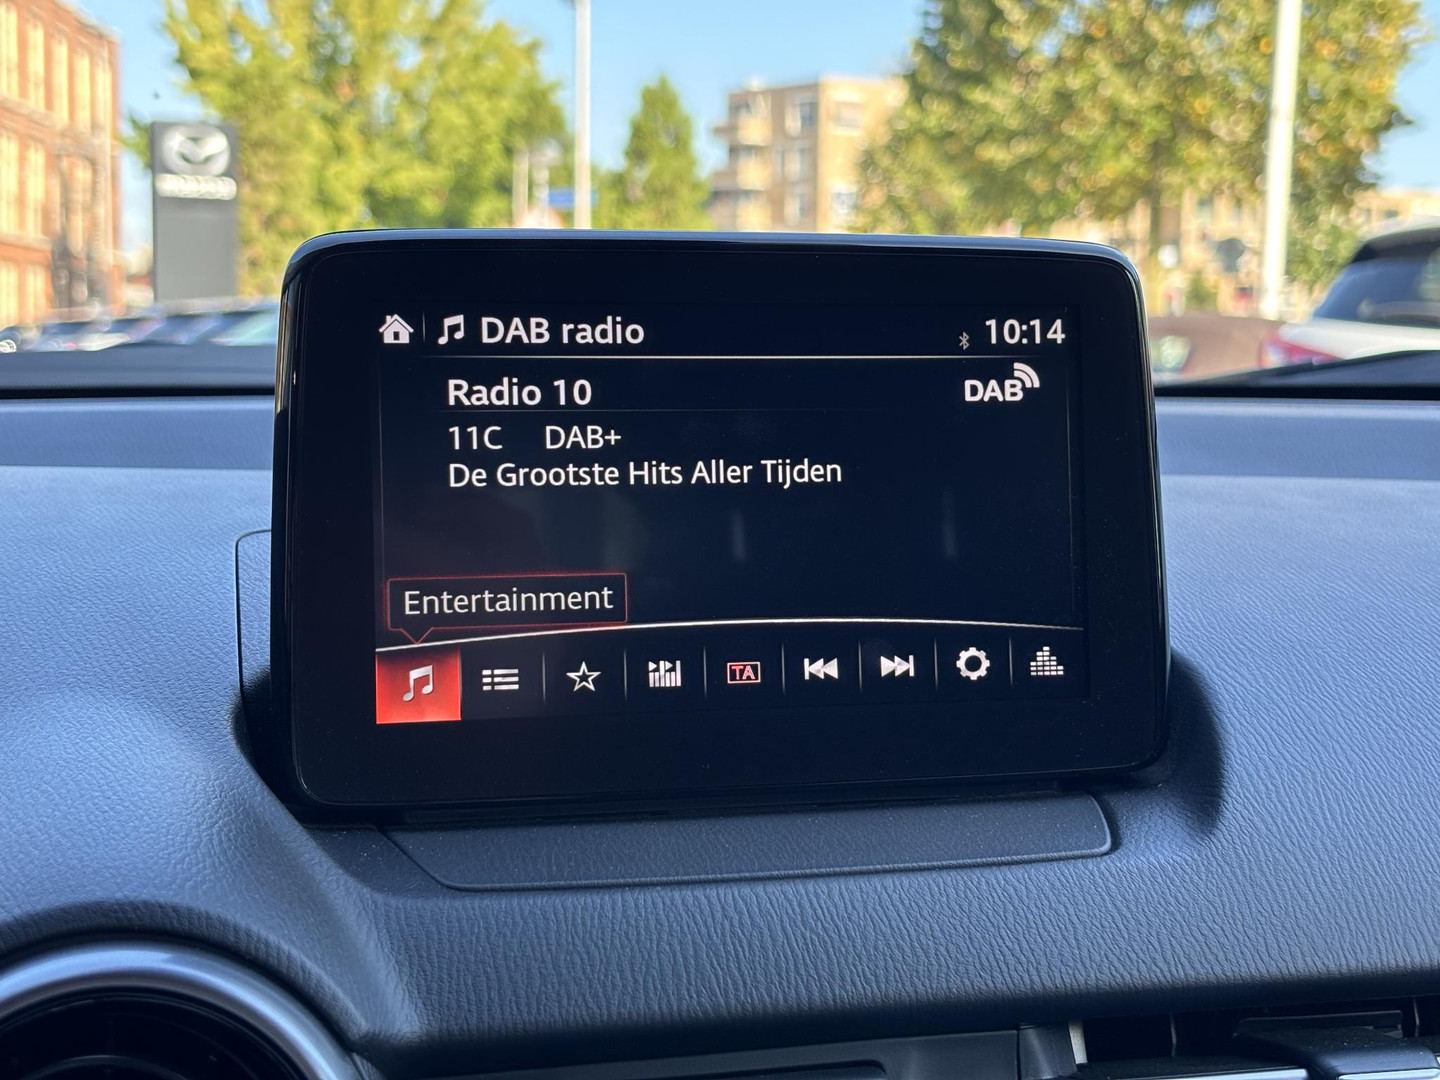 DAB radio
10:14
Radio 10
DAB
11C DAB+
De Grootste Hits Aller Tijden
Entertainment
TA